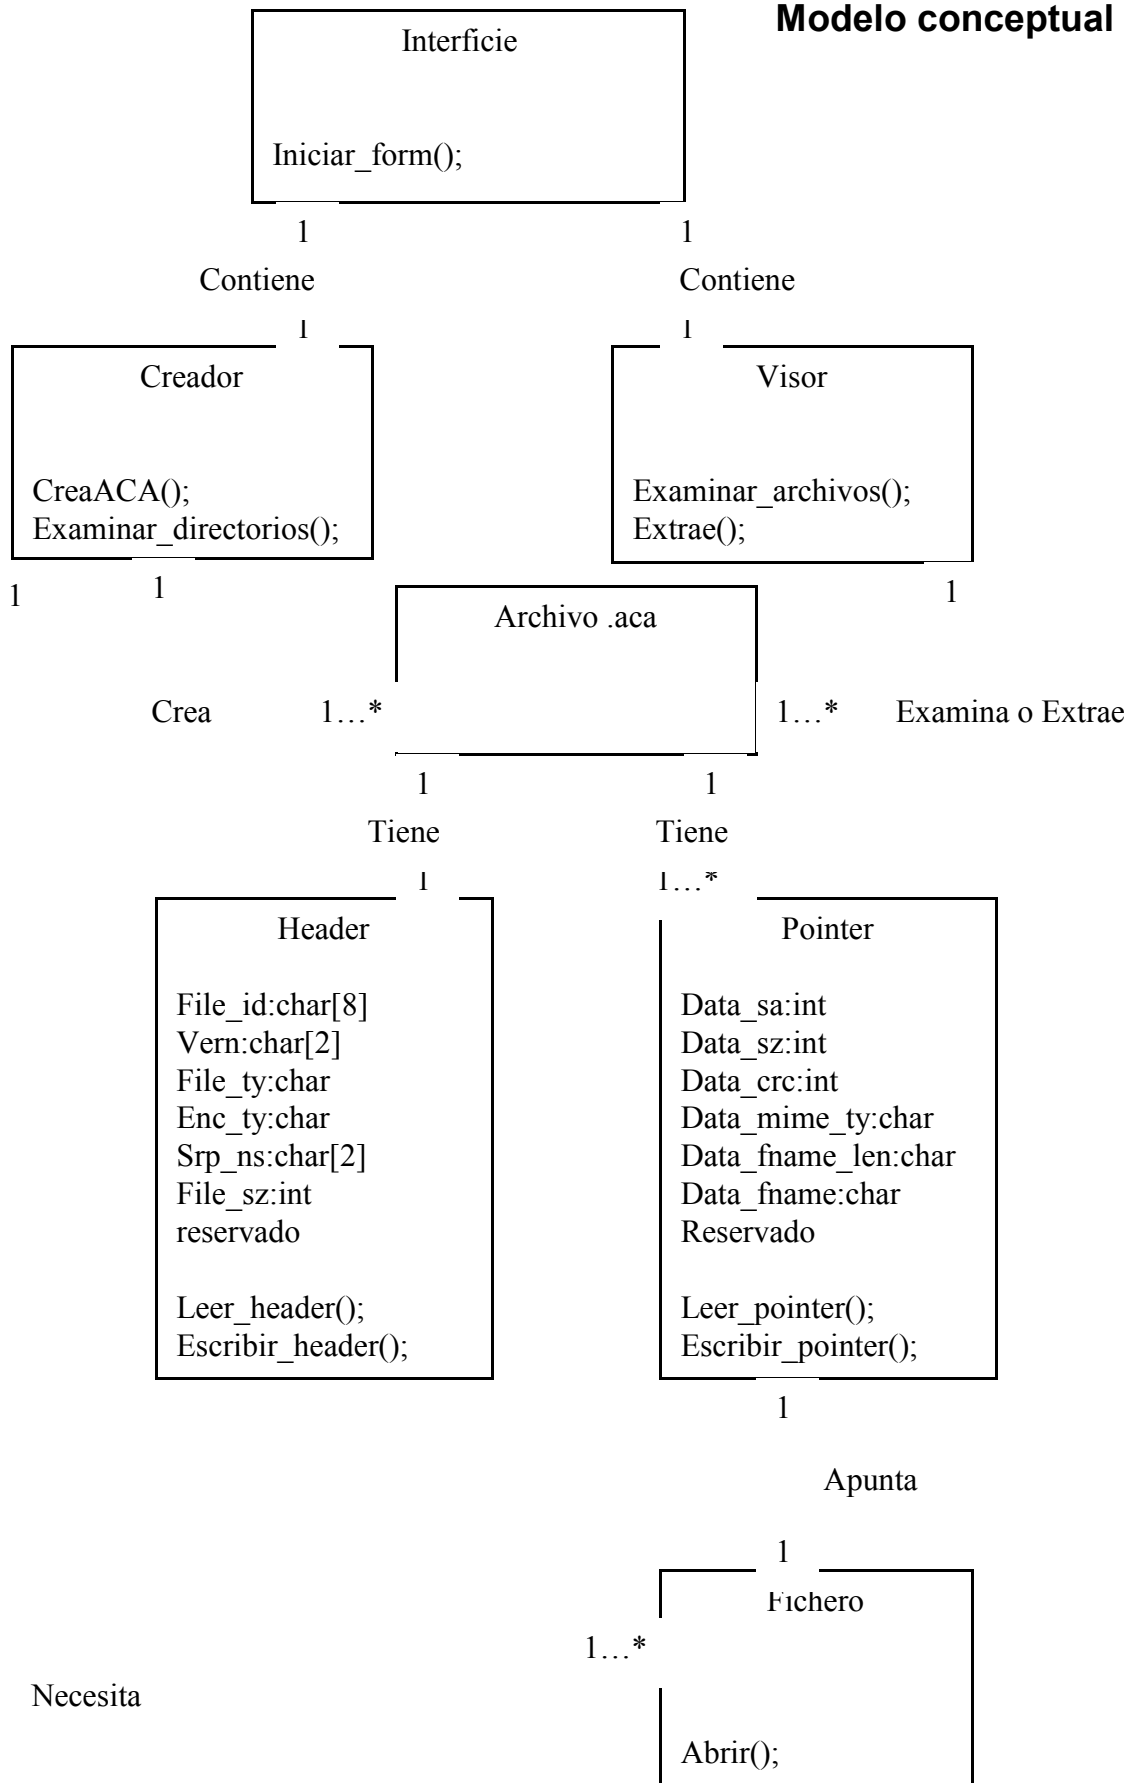 Modelo conceptual
Interficie
Iniciar_form();
1
1
Contiene
Contiene
1
1
Creador
CreaACA();
Examinar_directorios();
Visor
Examinar_archivos();
Extrae();
1
1
1
Archivo .aca
Crea
1…*
1…*
Examina o Extrae
1
1
Tiene
Tiene
1
1…*
Header
File_id:char[8]
Vern:char[2]
File_ty:char
Enc_ty:char
Srp_ns:char[2]
File_sz:int
reservado
Leer_header();
Escribir_header();
Pointer
Data_sa:int
Data_sz:int
Data_crc:int
Data_mime_ty:char
Data_fname_len:char
Data_fname:char
Reservado
Leer_pointer();
Escribir_pointer();
1
Apunta
1
Fichero
1…*
Necesita
Abrir();